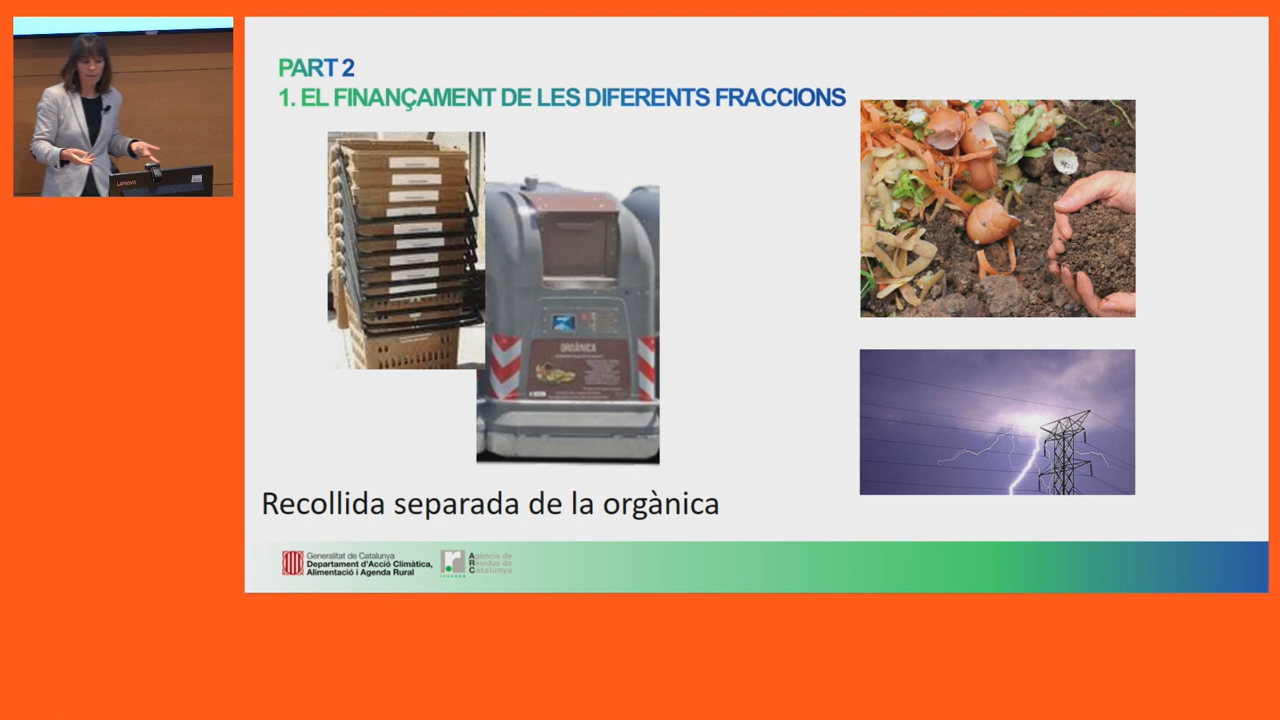 PART 2
1. EL FINANÇAMENT DE LES DIFERENTS FRACCIONS
ORGÀNICA
Recollida separada de la orgànica
Generalitat de Catalunya
Departament d'Acció Climàtica,
Alimentació i Agenda Rural
Agència de
Residus de
Catalunya
Lenovo